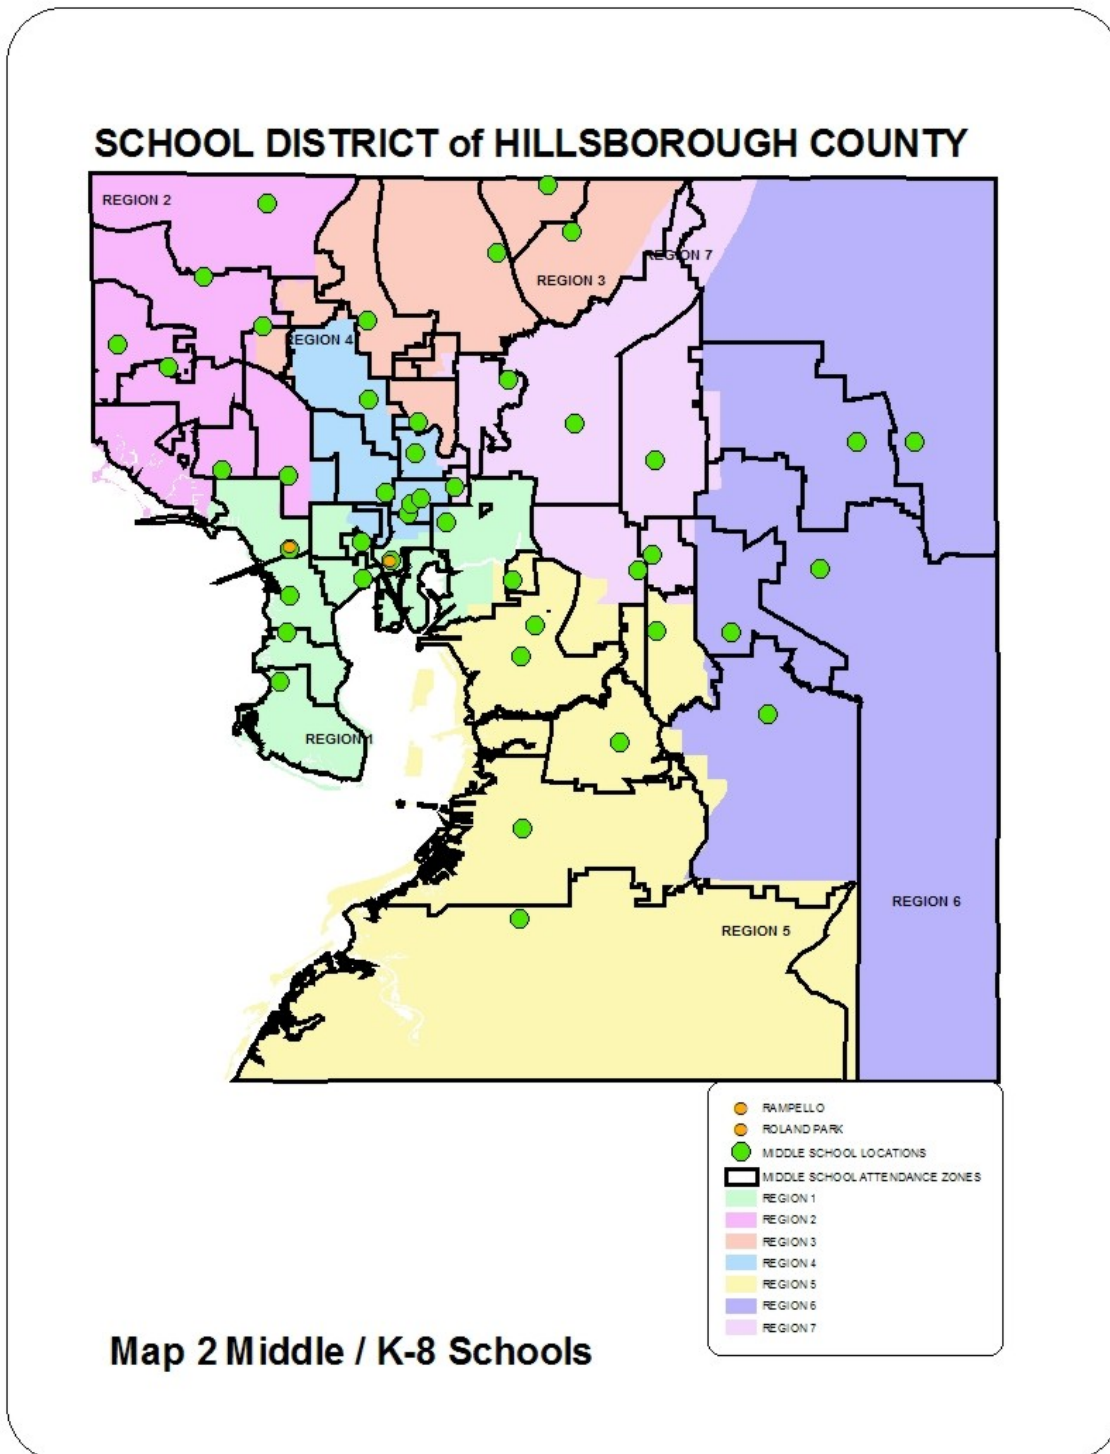 SCHOOL DISTRICT of HILLSBOROUGH COUNTY
REGION 2
REGION 7
REGION 3
REGION 4
REGION 1
REGION 6
REGION 5
RAMPELLO
ROLAND PARK
MIDDLE SCHOOL LOCATIONS
MIDDLE SCHOOL ATTENDANCE ZONES
REGION 1
REGION 2
REGION 3
REGION 4
REGION 5
REGION 6
REGION 7
Map 2 Middle / K-8 Schools